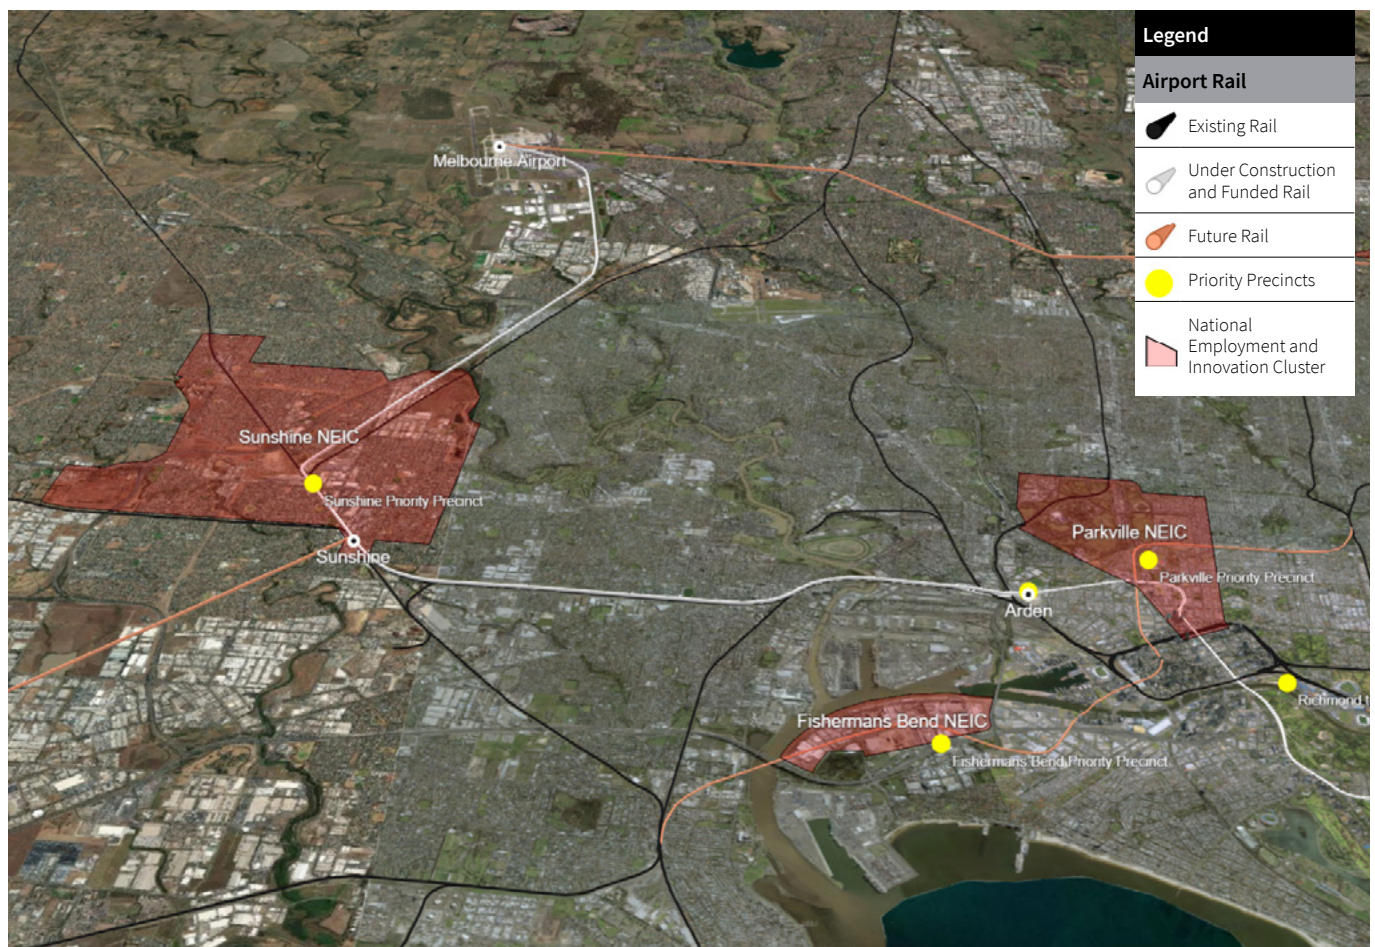 Legend
Airport Rail
Existing Rail
Under Construction
and Funded Rail
Future Rail
Priority Precincts
National
Employment and
Innovation Cluster
Melbourne Airport
Sunshine NEIC
Sunshine Priority Precinct
Sunshine
Parkville NEIC
Parkville Priority Precinct
Arden
Richmond
Fishermans Bend NEIC
Fishermans Bend Priority Precinct